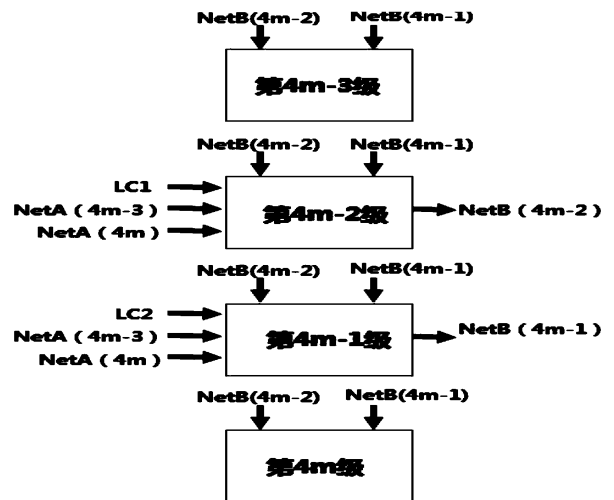 NetB(4m-2) NetB(4m-1)
第4m-3级
NetB(4m-2) NetB(4m-1)
LC1
NetA（4m-3）
NetA（4m）
第4m-2级
NetB（4m-2）
NetB(4m-2) NetB(4m-1)
LC2
NetA（4m-3）
NetA（4m）
第4m-1级
NetB（4m-1）
NetB(4m-2) NetB(4m-1)
第4m级